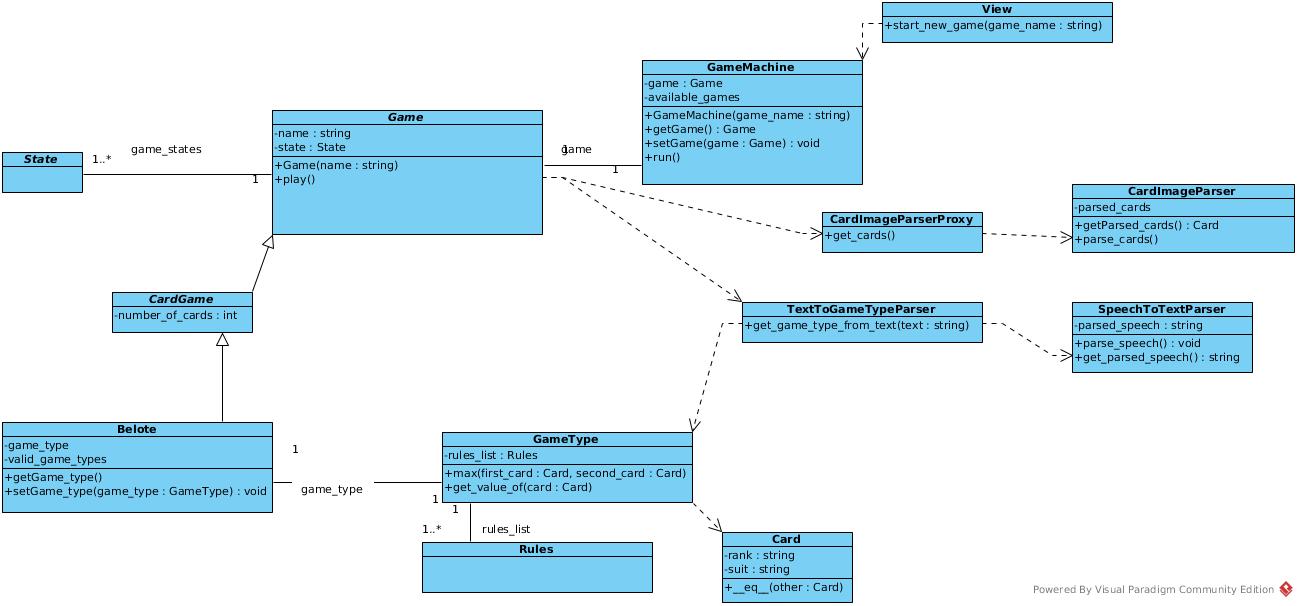 View
+start_new_game(game_name : string)
GameMachine
-game : Game
-available_games
+GameMachine(game_name : string)
+getGame() : Game
+setGame(game : Game) : void
+run()
Game
-name : string
-state : State
+Game(name : string)
+play()
1
game
1
State
1..*
game_states
1
CardImageParserProxy
+get_cards()
CardImageParser
-parsed_cards
+getParsed_cards() : Card
+parse_cards()
CardGame
-number_of_cards : int
TextToGameTypeParser
+get_game_type_from_text(text : string)
SpeechToTextParser
-parsed_speech : string
+parse_speech() : void
+get_parsed_speech() : string
Belote
-game_type
-valid_game_types
+getGame_type()
+setGame_type(game_type : GameType) : void
1
game_type
1
GameType
-rules_list : Rules
+max(first_card : Card, second_card : Card)
+get_value_of(card : Card)
1
1..*
rules_list
Rules
Card
-rank : string
-suit : string
+__eq__(other : Card)
Powered By Visual Paradigm Community Edition